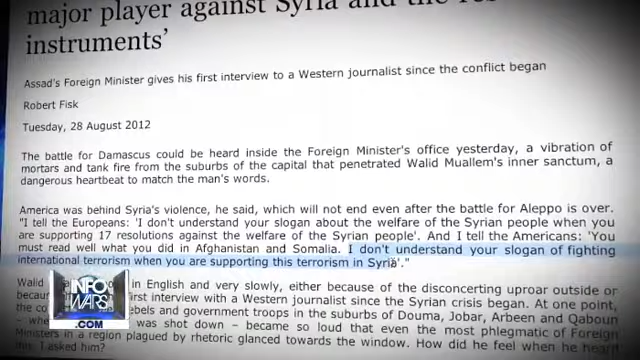 major player against Syria and the
instruments'
Assad's Foreign Minister gives his first interview to a Western journalist since the conflict began
Robert Fisk
Tuesday, 28 August 2012
The battle for Damascus could be heard inside the Foreign Minister's office yesterday, a vibration of
mortars and tank fire from the suburbs of the capital that penetrated Walid Muallem's inner sanctum, a
dangerous heartbeat to match the man's words.
America was behind Syria's violence, he said, which will not end even after the battle for Aleppo is over.
"I tell the Europeans: 'I don't understand your slogan about the welfare of the Syrian people when you
are supporting 17 resolutions against the welfare of the Syrian people'. And I tell the Americans: 'You
must read well what you did in Afghanistan and Somalia. I don't understand your slogan of fighting
international terrorism when you are supporting this terrorism in Syria'."
Walid in English and very slowly, either because of the disconcerting uproar outside or
first interview with a Western journalist since the Syrian crisis began. At one point,
the and government troops in the suburbs of Douma, Jobar, Arbeen and Qaboun
was shot down – became so loud that even the most phlegmatic of Foreign
Ministers in a region plagued by rhetoric glanced towards the window. How did he feel when he heard
I asked him?
INFO
WARS
.COM